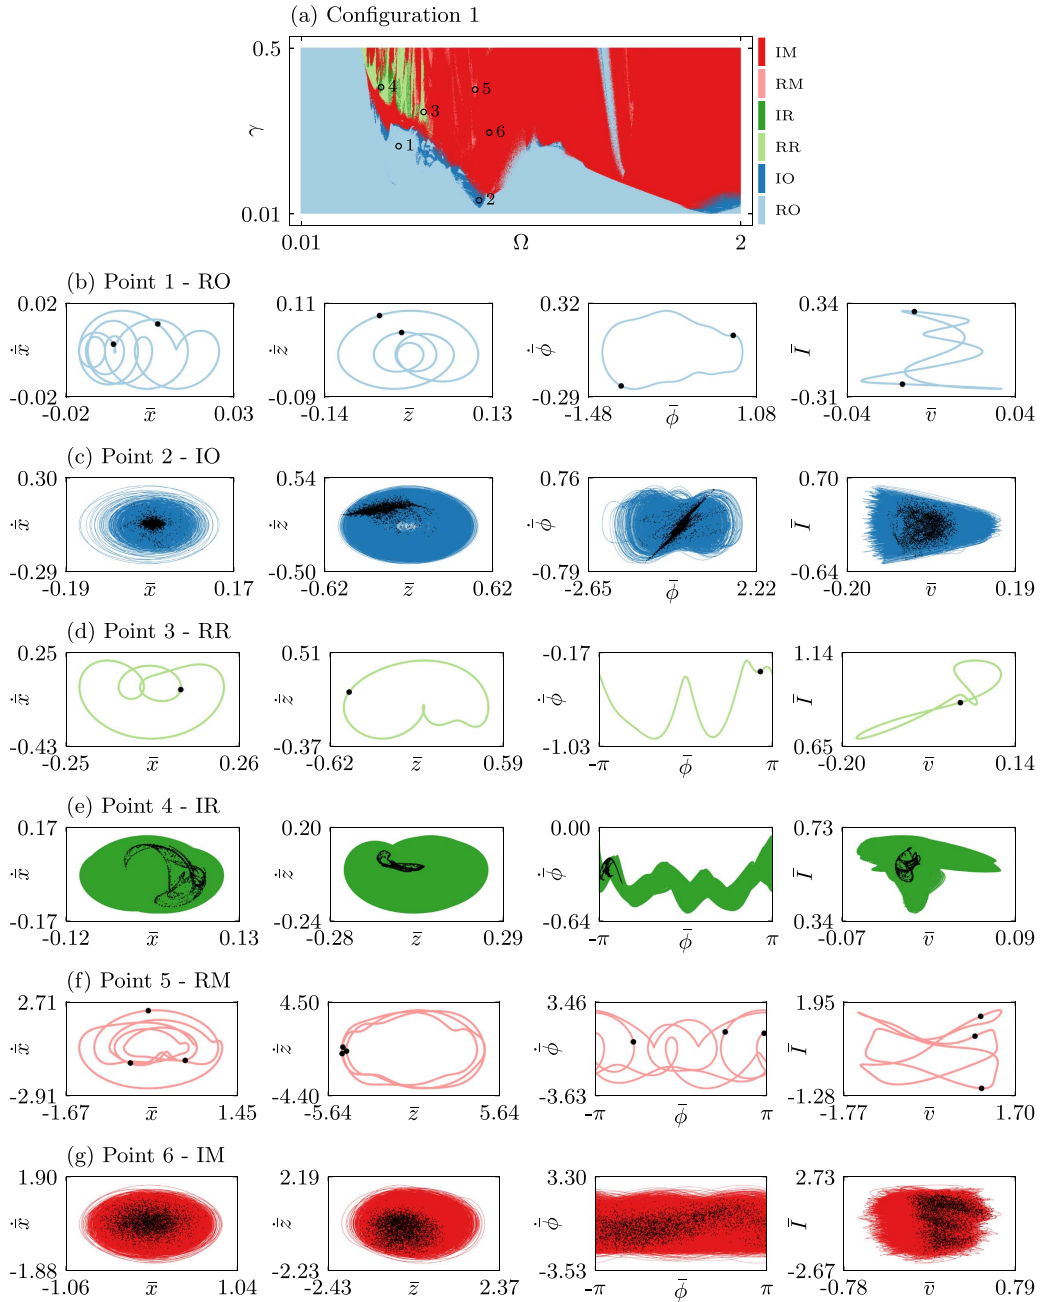 (a) Configuration 1
0.5
γ
0.01
0.01
Ω
2
1
2
3
4
5
6
IM
RM
IR
RR
IO
RO
(b) Point 1 - RO
0.02 0.11 0.32 0.34
ẋ̄ ż̄ φ̄̇ Ī
-0.02 -0.09 -0.29 -0.31
-0.02 x̄ 0.03 -0.14 z̄ 0.13 -1.48 φ̄ 1.08 -0.04 v̄ 0.04
(c) Point 2 - IO
0.30 0.54 0.76 0.70
ẋ̄ ż̄ φ̄̇ Ī
-0.29 -0.50 -0.79 -0.64
-0.19 x̄ 0.17 -0.62 z̄ 0.62 -2.65 φ̄ 2.22 -0.20 v̄ 0.19
(d) Point 3 - RR
0.25 0.51 -0.17 1.14
ẋ̄ ż̄ φ̄̇ Ī
-0.43 -0.37 -1.03 0.65
-0.25 x̄ 0.26 -0.62 z̄ 0.59 -π φ̄ π -0.20 v̄ 0.14
(e) Point 4 - IR
0.17 0.20 0.00 0.73
ẋ̄ ż̄ φ̄̇ Ī
-0.17 -0.24 -0.64 0.34
-0.12 x̄ 0.13 -0.28 z̄ 0.29 -π φ̄ π -0.07 v̄ 0.09
(f) Point 5 - RM
2.71 4.50 3.46 1.95
ẋ̄ ż̄ φ̄̇ Ī
-2.91 -4.40 -3.63 -1.28
-1.67 x̄ 1.45 -5.64 z̄ 5.64 -π φ̄ π -1.77 v̄ 1.70
(g) Point 6 - IM
1.90 2.19 3.30 2.73
ẋ̄ ż̄ φ̄̇ Ī
-1.88 -2.23 -3.53 -2.67
-1.06 x̄ 1.04 -2.43 z̄ 2.37 -π φ̄ π -0.78 v̄ 0.79